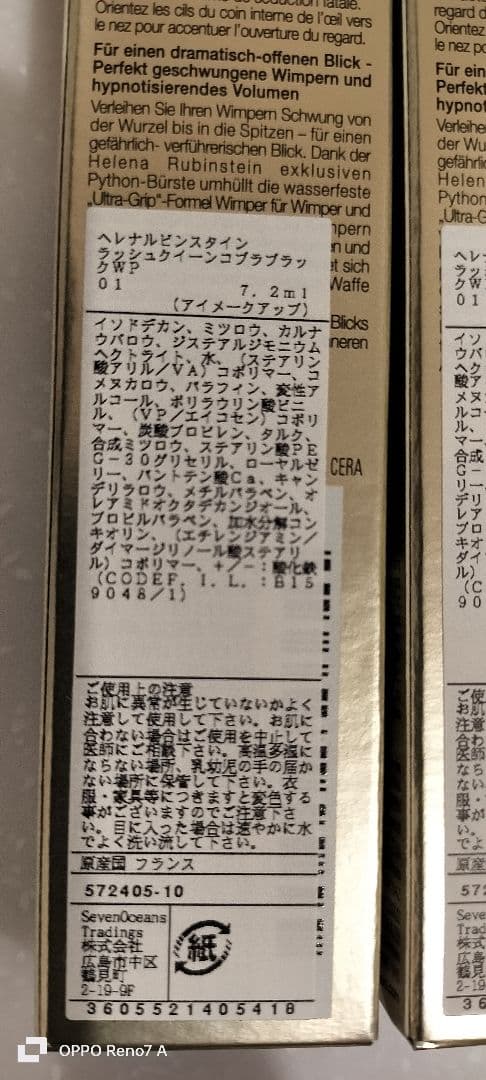 Orientez les cils du coin interne de l'œil vers
le nez pour accentuer l'ouverture du regard.
Für einen dramatisch-offenen Blick -
Perfekt geschwungene Wimpern und
hypnotisierendes Volumen
Verleihen Sie Ihren Wimpern Schwung von
der Wurzel bis in die Spitzen – für einen
gefährlich- verführerischen Blick. Dank der
Helena Rubinstein exklusiven
Python-Bürste umhüllt die wasserfeste
„Ultra-Grip"-Formel Wimper für Wimper und
und
sich
Waffe
Blicks
CERA
ヘレナルビンスタイン
ラッシュクイーンコブラブラッ
クWP
01 7.2ml
(アイメークアップ)
イソドデカン、ミツロウ、カルナ
ウバロウ、ジステアルジモニウム
ヘクトライト、水、(ステアリン
酸アリル/VA)コポリマー、コ
メヌカロウ、パラフィン、変性ア
ルコール、ポリラウリン酸ビニ
ル、(VP/エイコセン)コポリ
マー、炭酸プロピレン、タルク、
合成ミツロウ、ステアリン酸PE
G-30グリセリル、ローヤルゼ
リー、パントテン酸Ca、キャン
デリラロウ、メチルパラベン、オ
レアミドオクタデカンジオール、
プロピルパラベン、加水分解コン
キオリン、(エチレンジアミン/
ダイマージリノール酸ステアリ
ル)コポリマー、+/-:酸化鉄
(CODEF.I.L.:B15
9048/1)
ご使用上の注意
お肌に異常が生じていないかよく
注意して使用して下さい。お肌に
合わない場合はご使用を中止して
医師にご相談下さい。高温多湿に
ならない場所、乳幼児の手の届か
ない場所に保管して下さい。衣
服・家具等につきますと変色する
事がございますのでご注意下さ
い。目に入った場合は速やかに水
でよく洗い流して下さい。
原産国 フランス
572405-10
SevenOceans
Tradings
株式会社
広島市中区
鶴見町
2-19-9F
紙
3605521405418
OPPO Reno7 A